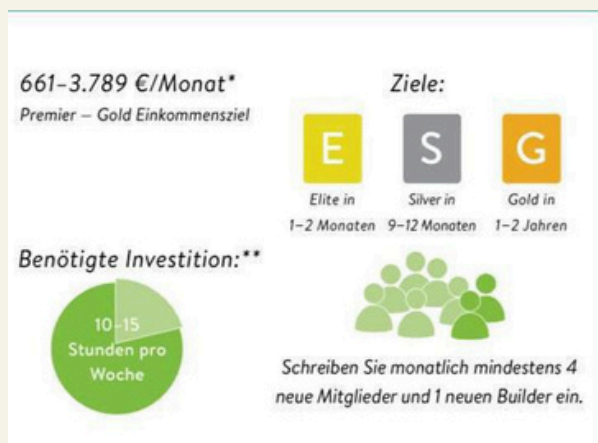 661–3.789 €/Monat*
Premier – Gold Einkommensziel
Ziele:
E
S
G
Elite in
1–2 Monaten
Silver in
9–12 Monaten
Gold in
1–2 Jahren
Benötigte Investition:**
10–15
Stunden pro
Woche
Schreiben Sie monatlich mindestens 4
neue Mitglieder und 1 neuen Builder ein.